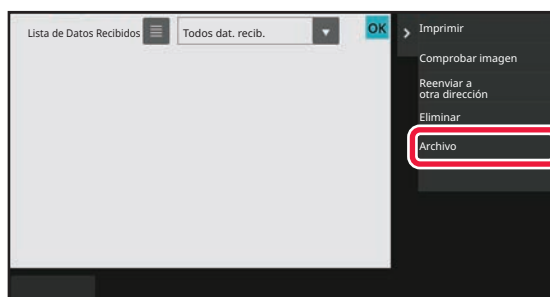 Lista de Datos Recibidos
Todos dat. recib.
OK
Imprimir
Comprobar imagen
Reenviar a
otra dirección
Eliminar
Archivo